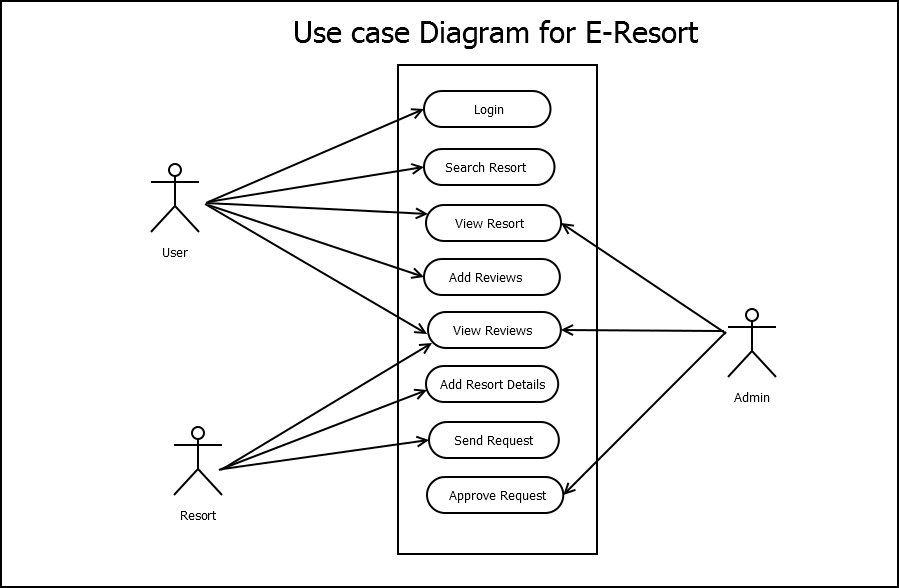 Use case Diagram for E-Resort
Login
Search Resort
View Resort
Add Reviews
View Reviews
Add Resort Details
Send Request
Approve Request
User
Resort
Admin